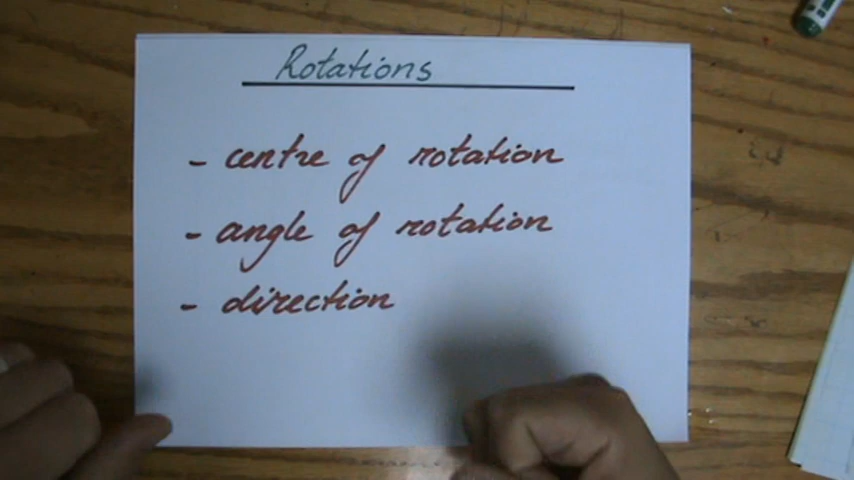 Rotations
- centre of rotation
- angle of rotation
- direction